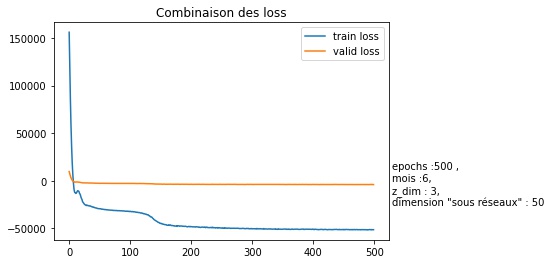 Combinaison des loss
150000
100000
50000
0
−50000
0
100
200
300
400
500
train loss
valid loss
epochs :500 ,
mois :6,
z_dim : 3,
dimension "sous réseaux" : 50